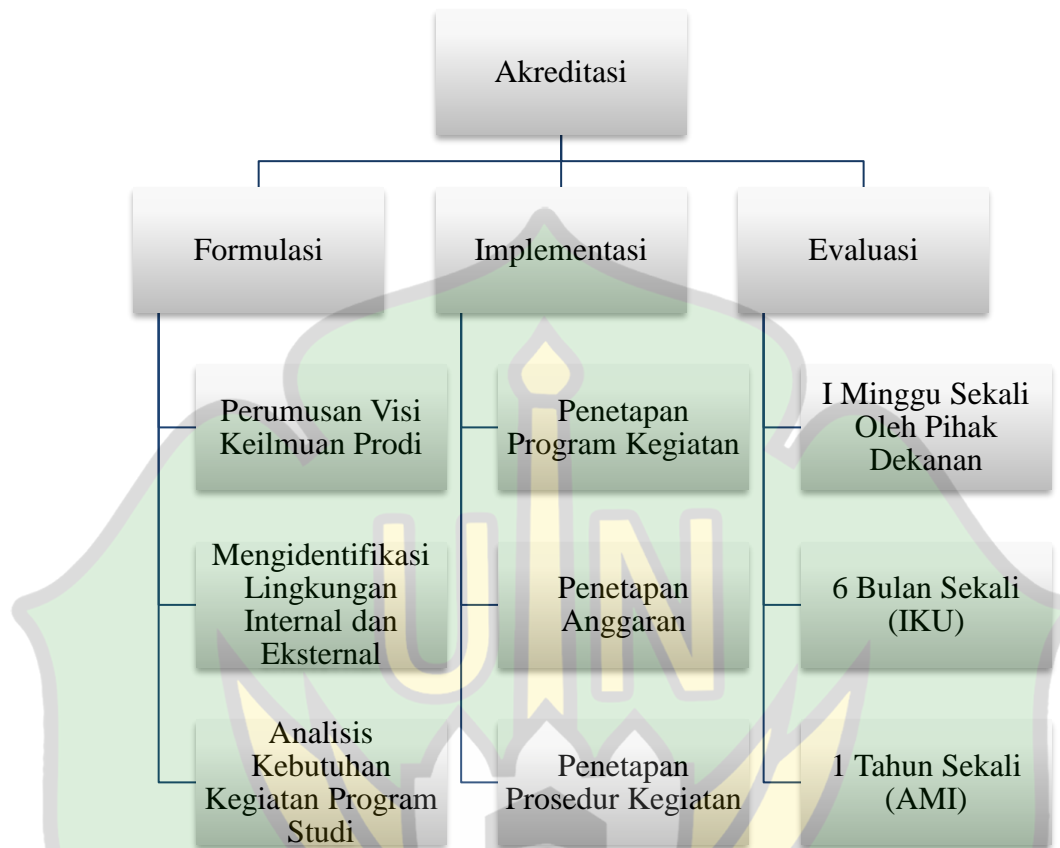 Akreditasi
Formulasi
Implementasi
Evaluasi
Perumusan Visi
Keilmuan Prodi
Penetapan
Program Kegiatan
I Minggu Sekali
Oleh Pihak
Dekanan
Mengidentifikasi
Lingkungan
Internal dan
Eksternal
Penetapan
Anggaran
6 Bulan Sekali
(IKU)
Analisis
Kebutuhan
Kegiatan Program
Studi
Penetapan
Prosedur Kegiatan
1 Tahun Sekali
(AMI)
UIN